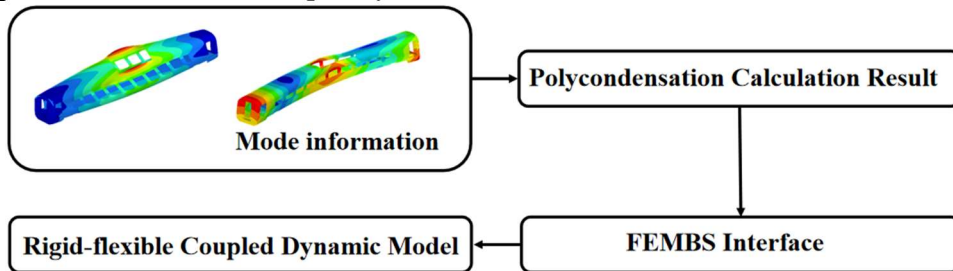 Mode information
Polycondensation Calculation Result
FEMBS Interface
Rigid-flexible Coupled Dynamic Model